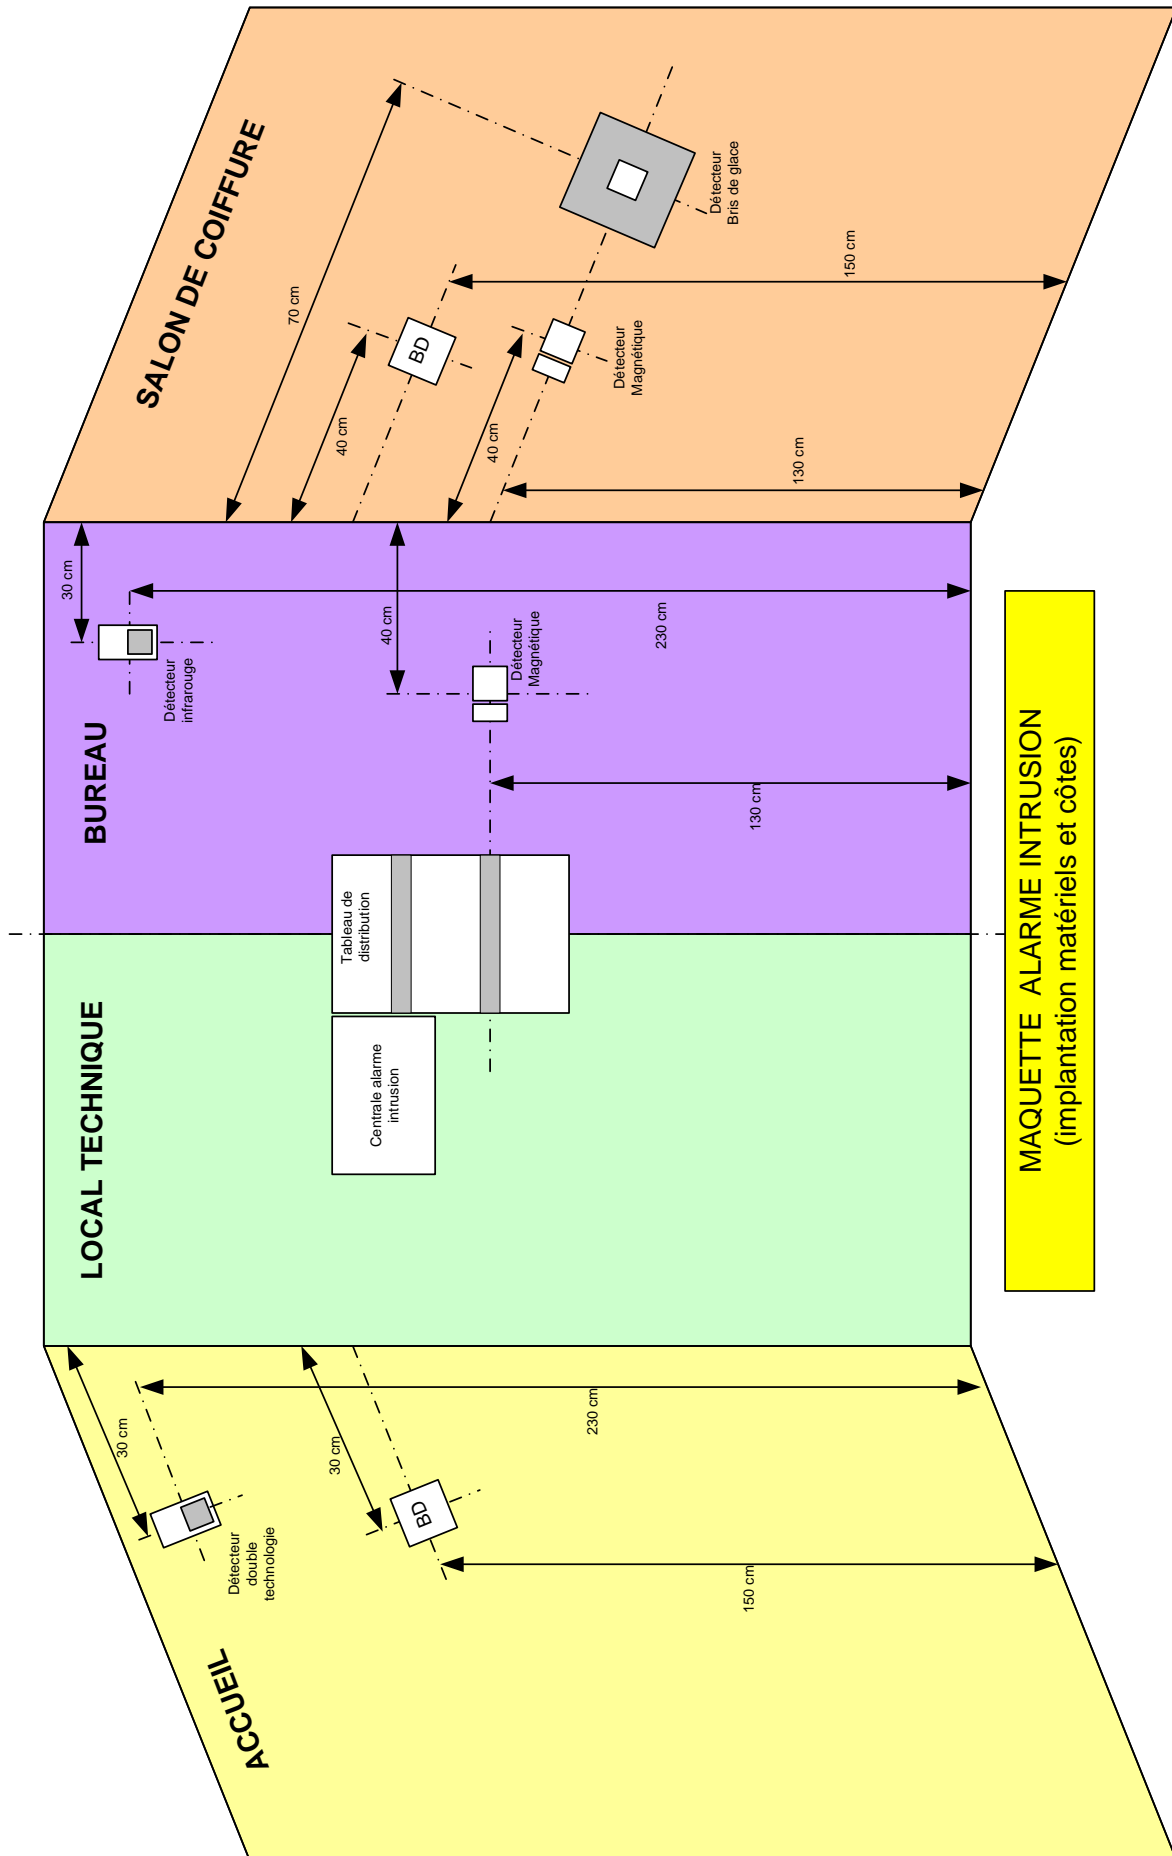 ACCUEIL
30 cm
Détecteur
double
technologie
30 cm
BD
230 cm
150 cm
LOCAL TECHNIQUE
Centrale alarme
intrusion
Tableau de
distribution
BUREAU
30 cm
Détecteur
infrarouge
230 cm
40 cm
Détecteur
Magnétique
130 cm
SALON DE COIFFURE
70 cm
40 cm
BD
40 cm
Détecteur
Magnétique
Détecteur
Bris de glace
130 cm
150 cm
MAQUETTE ALARME INTRUSION
(implantation matériels et côtes)